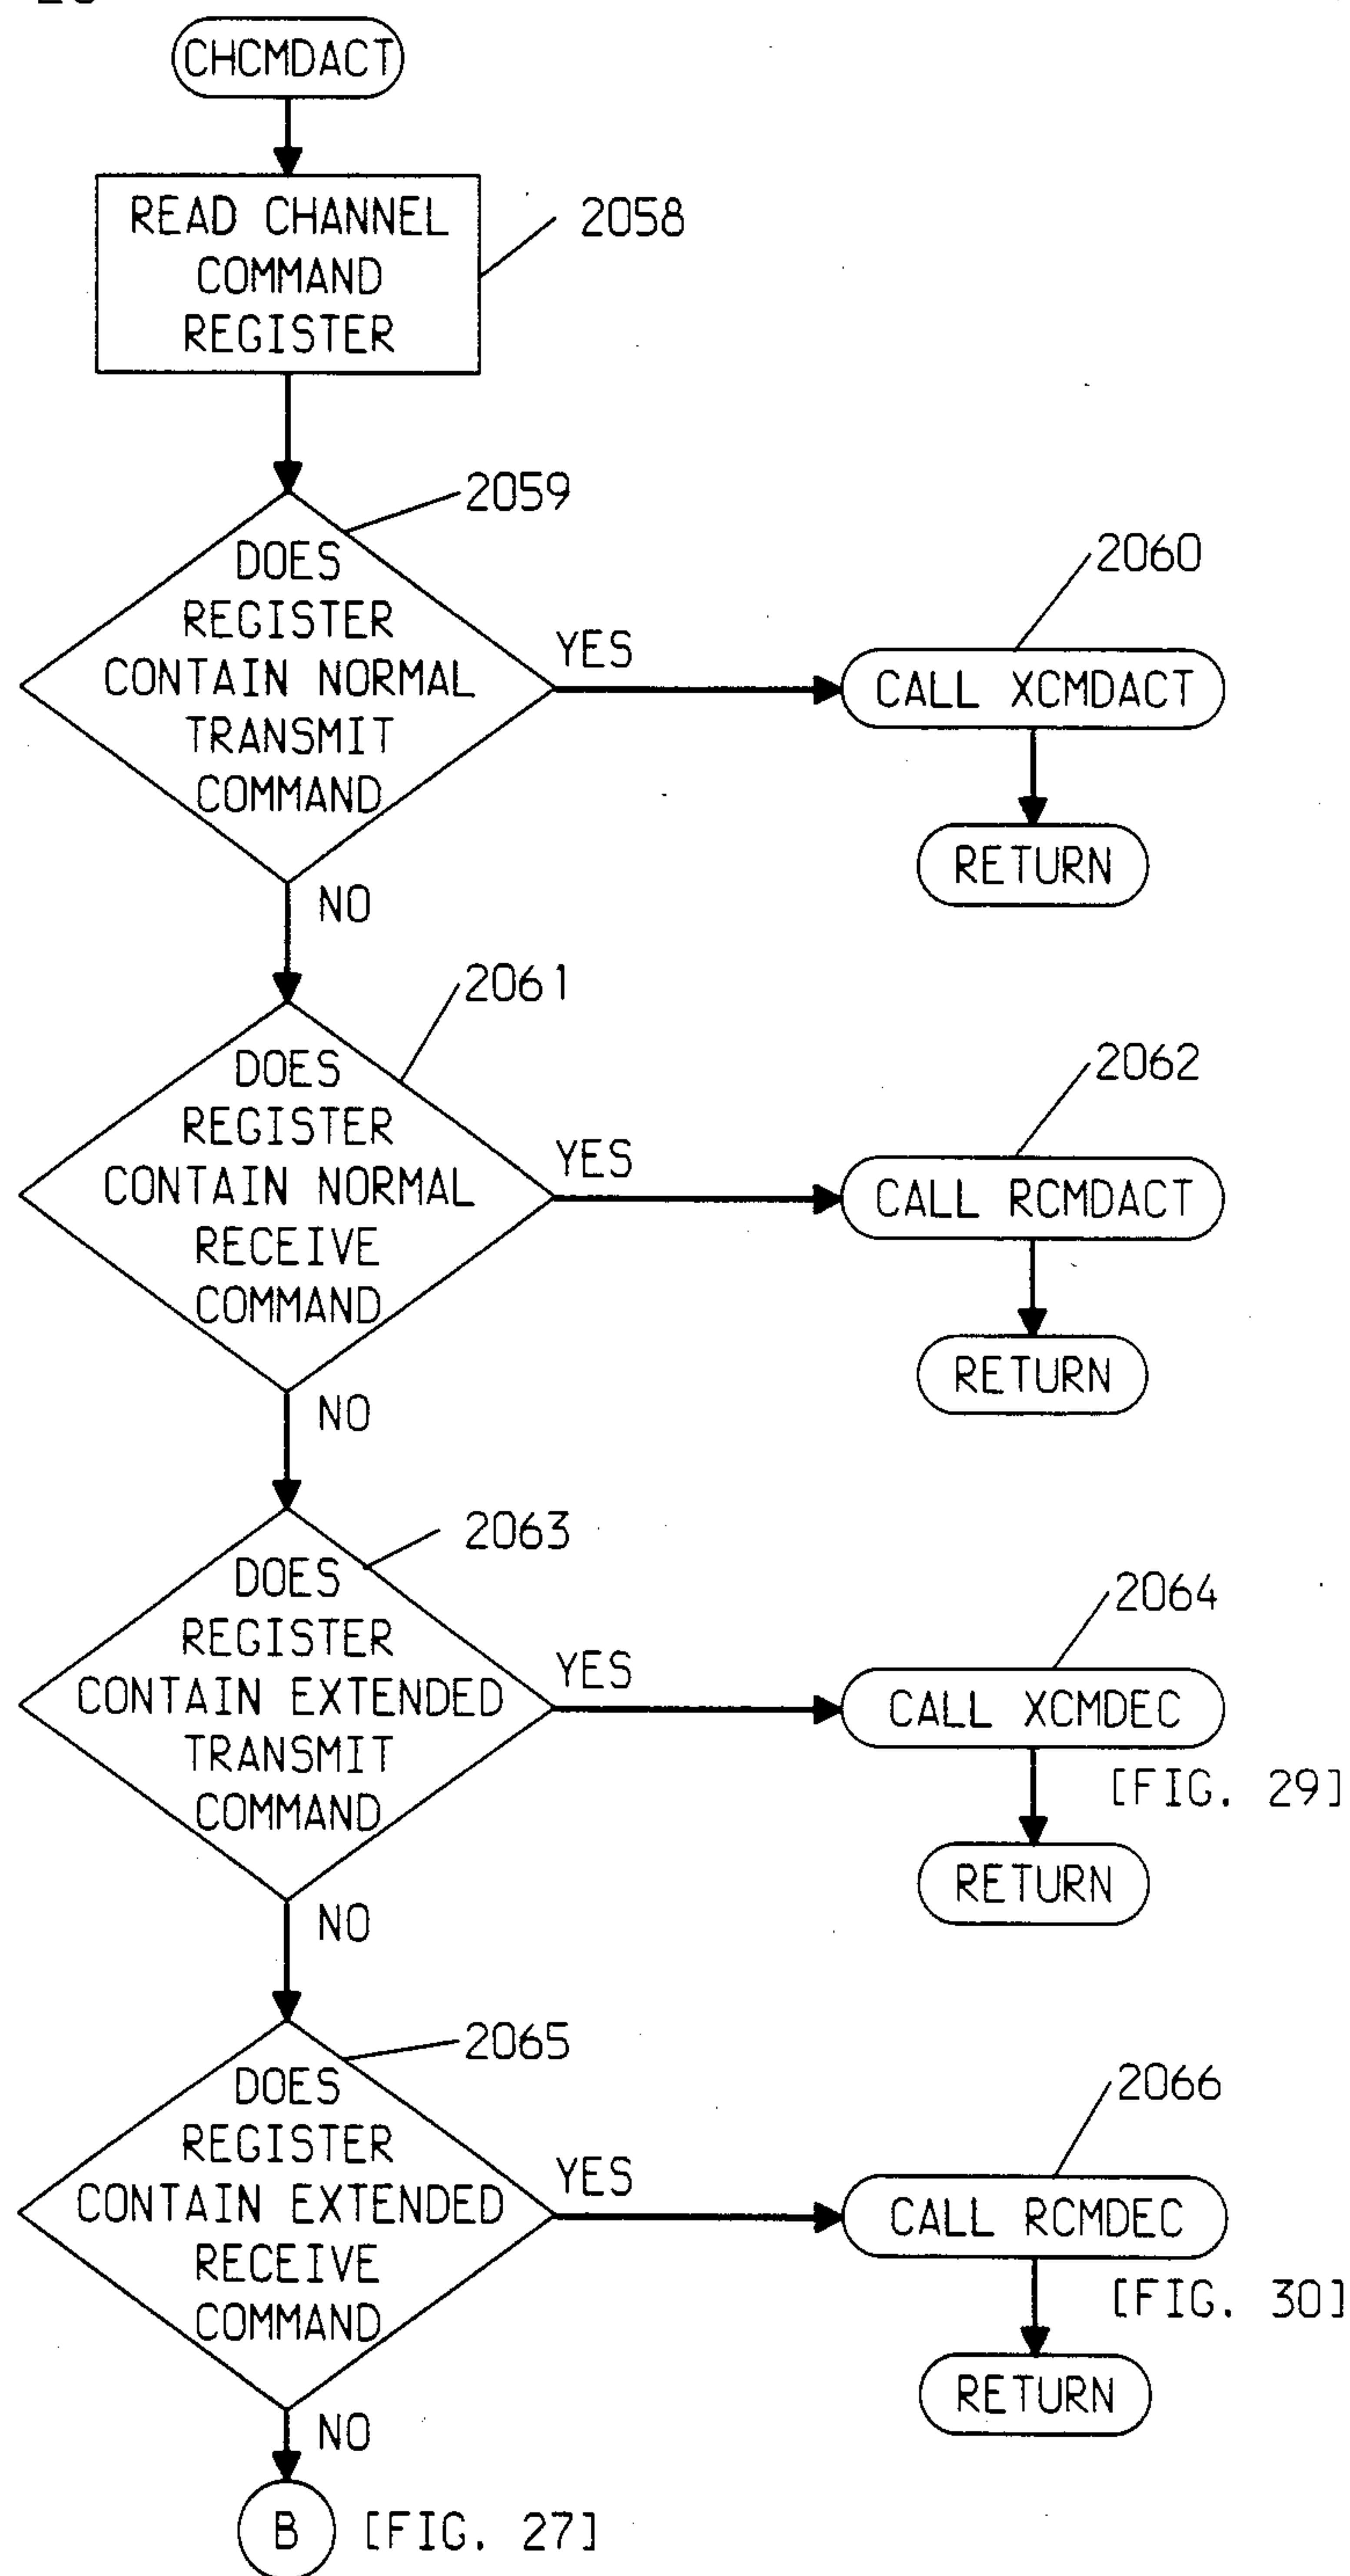 CHCMDACT
READ CHANNEL
COMMAND
REGISTER
2058
2059
DOES
REGISTER
CONTAIN NORMAL
TRANSMIT
COMMAND
YES
2060
CALL XCMDACT
RETURN
NO
2061
DOES
REGISTER
CONTAIN NORMAL
RECEIVE
COMMAND
YES
2062
CALL RCMDACT
RETURN
NO
2063
DOES
REGISTER
CONTAIN EXTENDED
TRANSMIT
COMMAND
YES
2064
CALL XCMDEC
[FIG. 29]
RETURN
NO
2065
DOES
REGISTER
CONTAIN EXTENDED
RECEIVE
COMMAND
YES
2066
CALL RCMDEC
[FIG. 30]
RETURN
NO
B [FIG. 27]